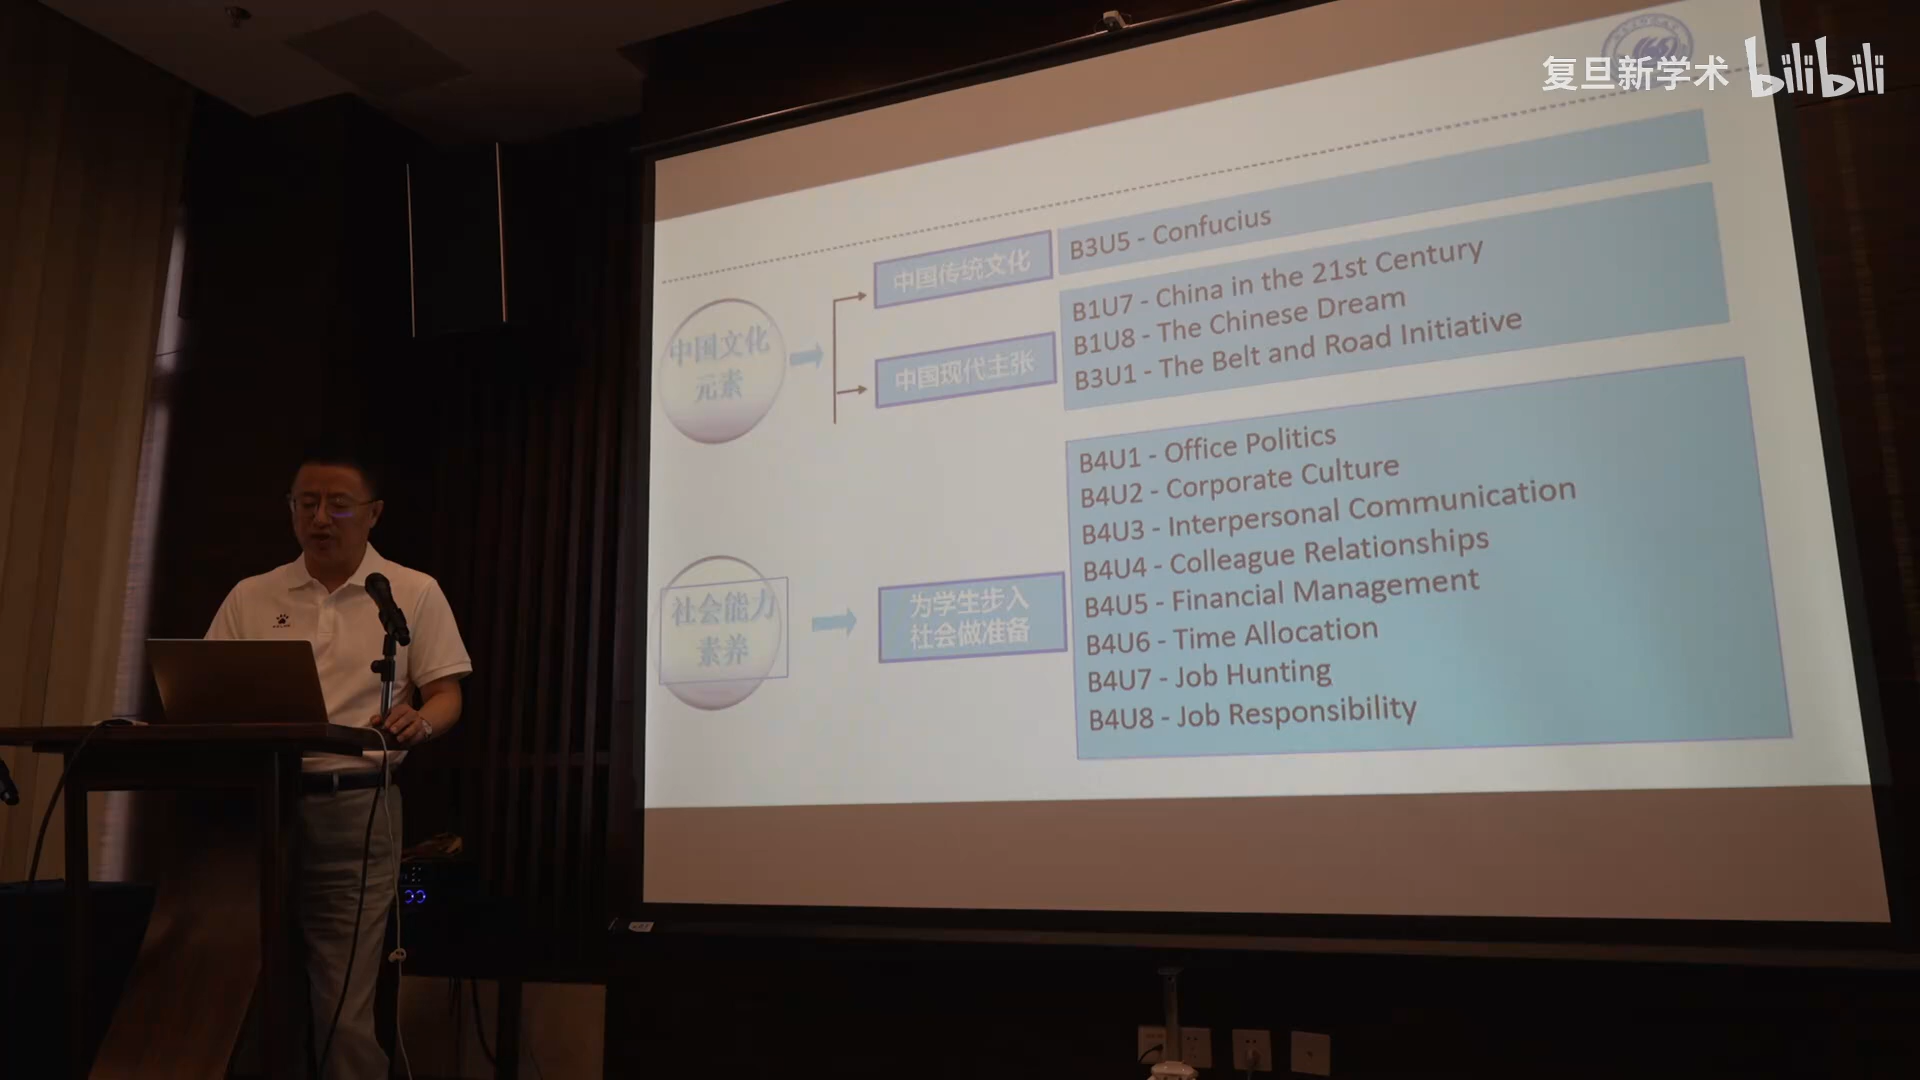 复旦新学术 bilibili
中国文化
元素
中国传统文化
B3U5 - Confucius
中国现代主张
B1U7 - China in the 21st Century
B1U8 - The Chinese Dream
B3U1 - The Belt and Road Initiative
社会能力
素养
为学生步入
社会做准备
B4U1 - Office Politics
B4U2 - Corporate Culture
B4U3 - Interpersonal Communication
B4U4 - Colleague Relationships
B4U5 - Financial Management
B4U6 - Time Allocation
B4U7 - Job Hunting
B4U8 - Job Responsibility